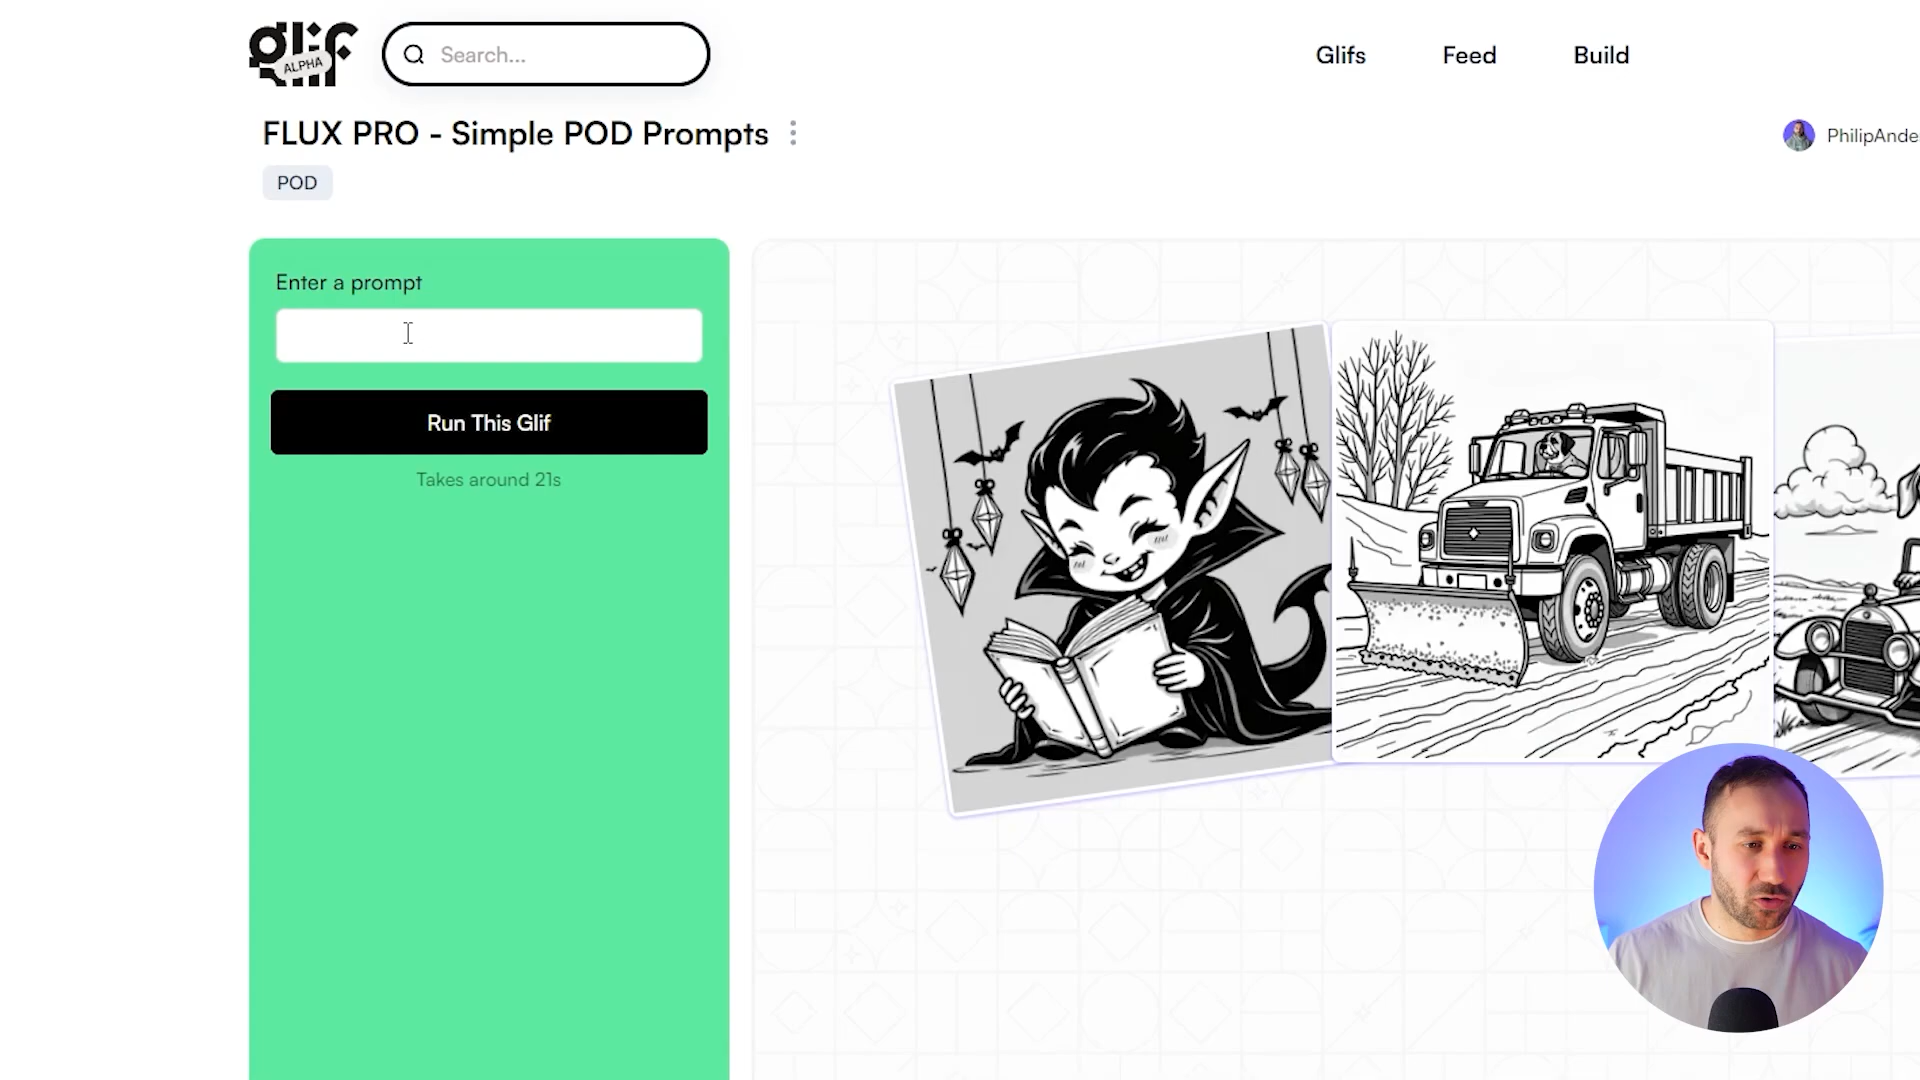 glif
ALPHA
Search...
Glifs
Feed
Build
FLUX PRO - Simple POD Prompts
PhilipAnde
POD
Enter a prompt
Run This Glif
Takes around 21s